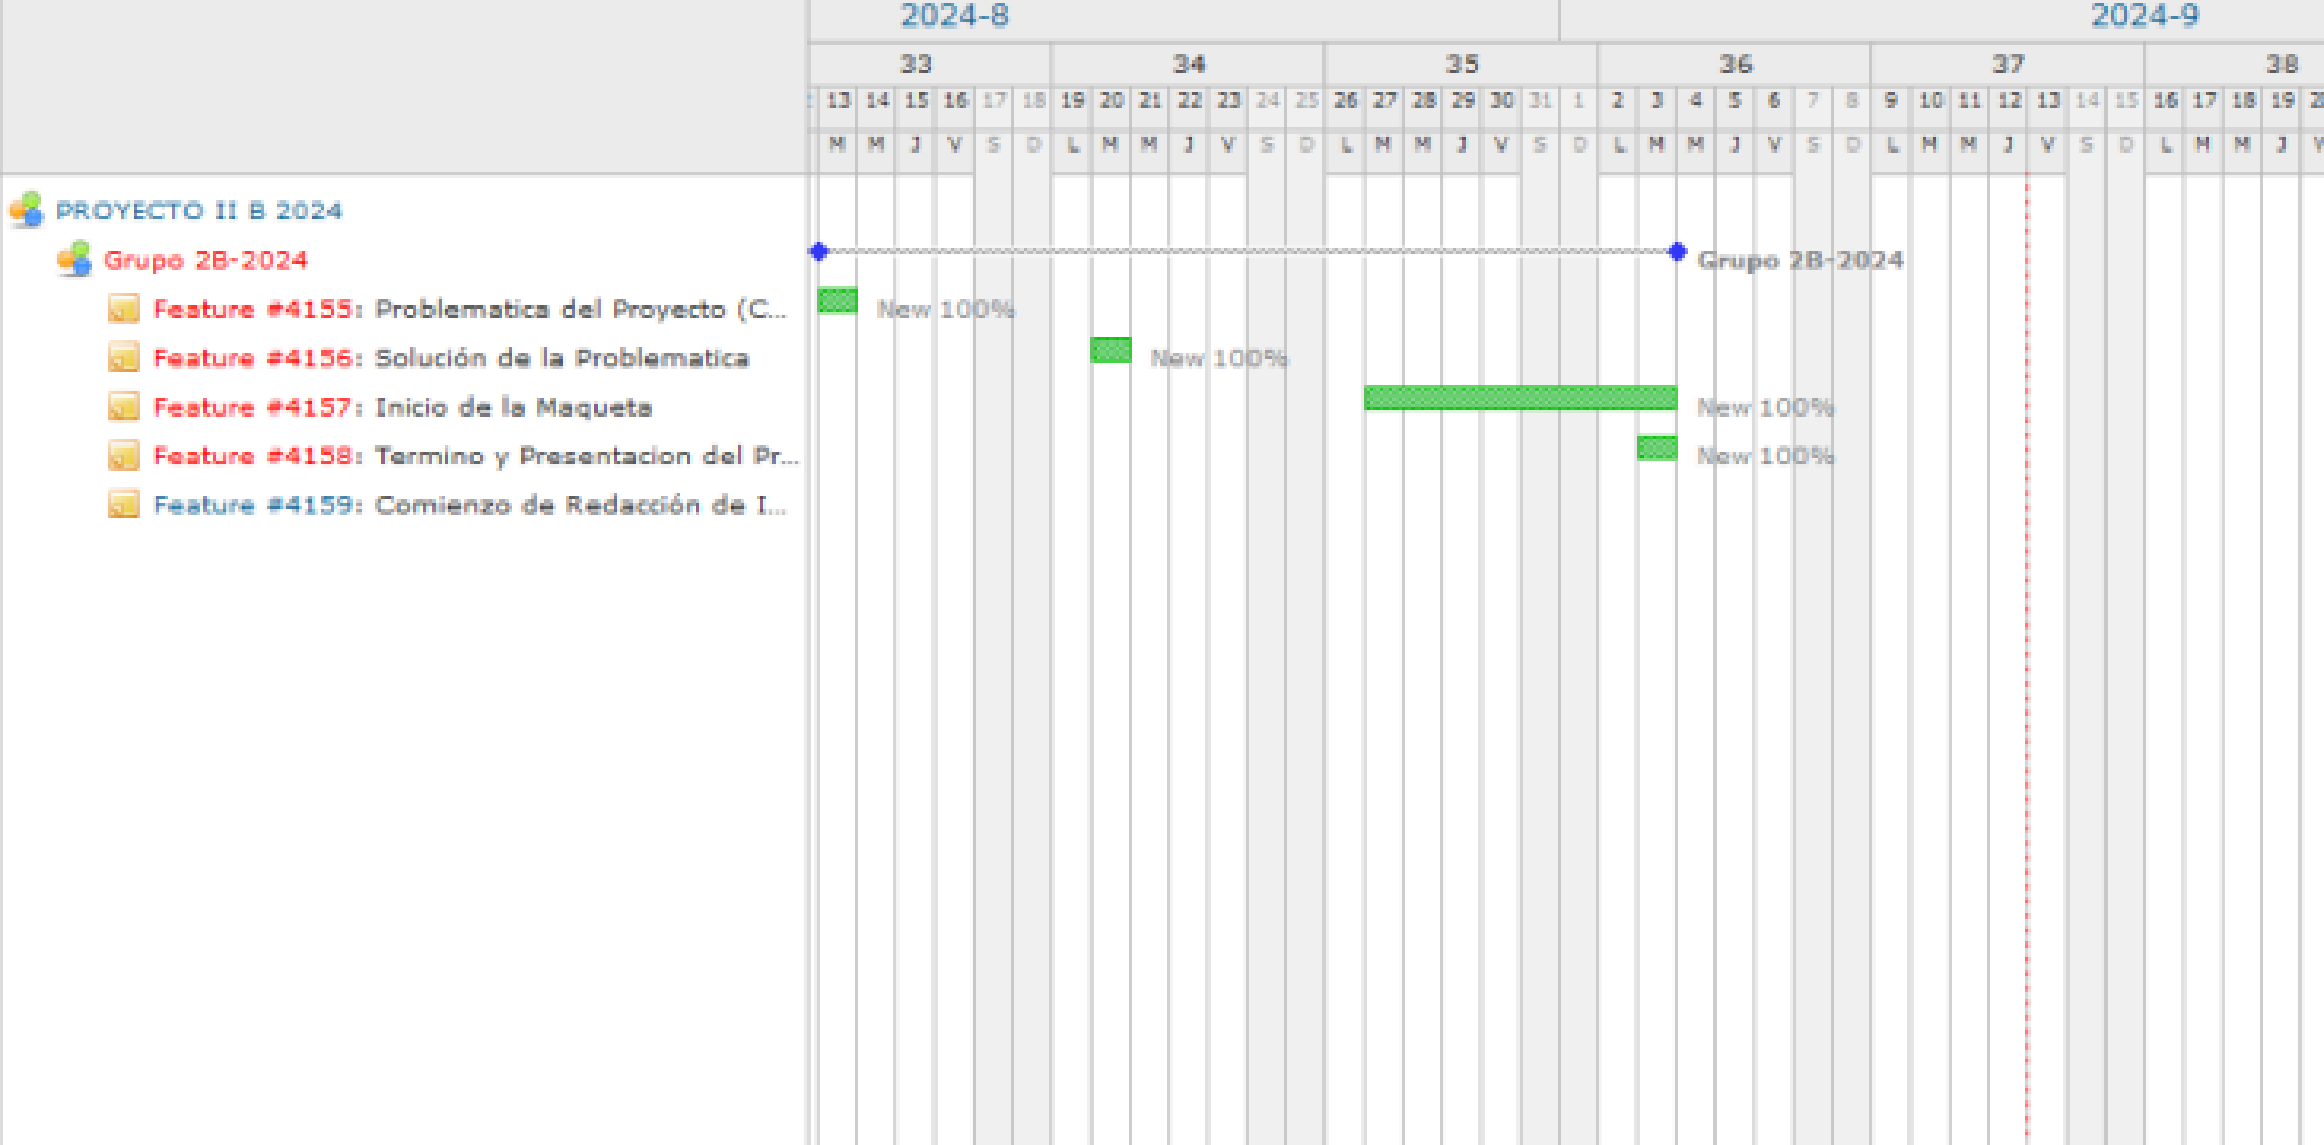 2024-8 2024-9
33 34 35 36 37 38
13 14 15 16 17 18 19 20 21 22 23 24 25 26 27 28 29 30 31 1 2 3 4 5 6 7 8 9 10 11 12 13 14 15 16 17 18 19
M M J V S D L M M J V S D L M M J V S D L M M J V S D L M M J V S D L M M J V
PROYECTO II B 2024
Grupo 2B-2024 Grupo 2B-2024
Feature #4155: Problematica del Proyecto (C... New 100%
Feature #4156: Solución de la Problematica New 100%
Feature #4157: Inicio de la Maqueta New 100%
Feature #4158: Termino y Presentacion del Pr... New 100%
Feature #4159: Comienzo de Redacción de I...